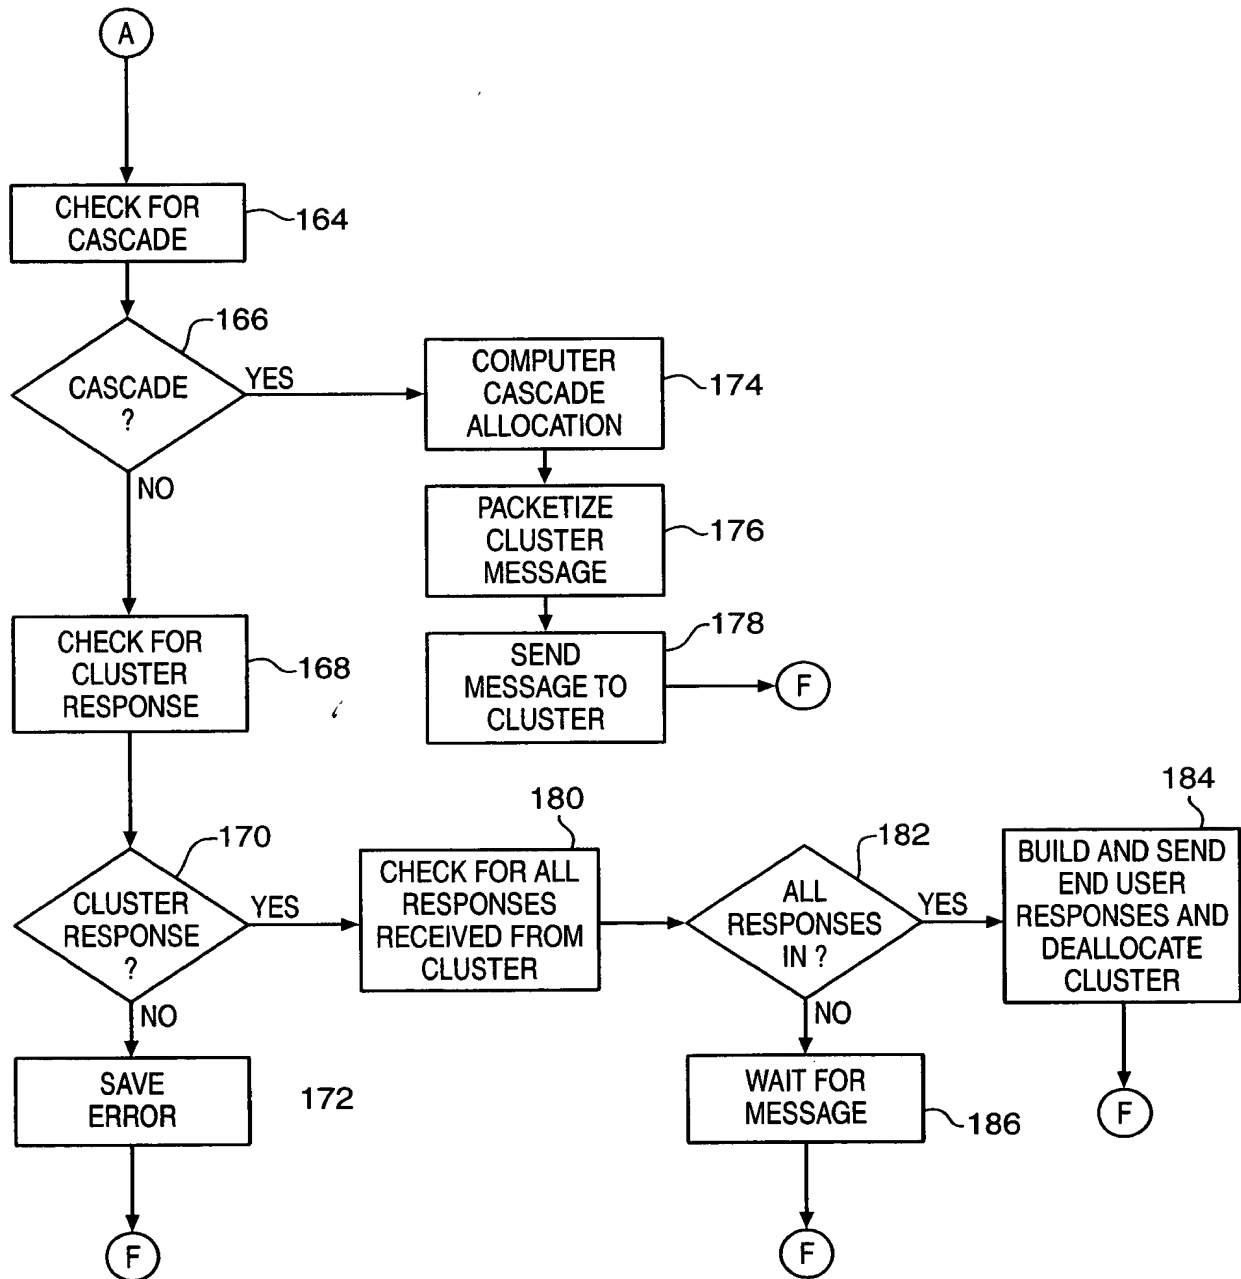 A
CHECK FOR
CASCADE
164
166
CASCADE
?
YES
NO
COMPUTER
CASCADE
ALLOCATION
174
PACKETIZE
CLUSTER
MESSAGE
176
CHECK FOR
CLUSTER
RESPONSE
168
SEND
MESSAGE TO
CLUSTER
178
F
170
CLUSTER
RESPONSE
?
YES
NO
180
CHECK FOR ALL
RESPONSES
RECEIVED FROM
CLUSTER
182
ALL
RESPONSES
IN ?
YES
NO
184
BUILD AND SEND
END USER
RESPONSES AND
DEALLOCATE
CLUSTER
F
SAVE
ERROR
172
WAIT FOR
MESSAGE
186
F
F